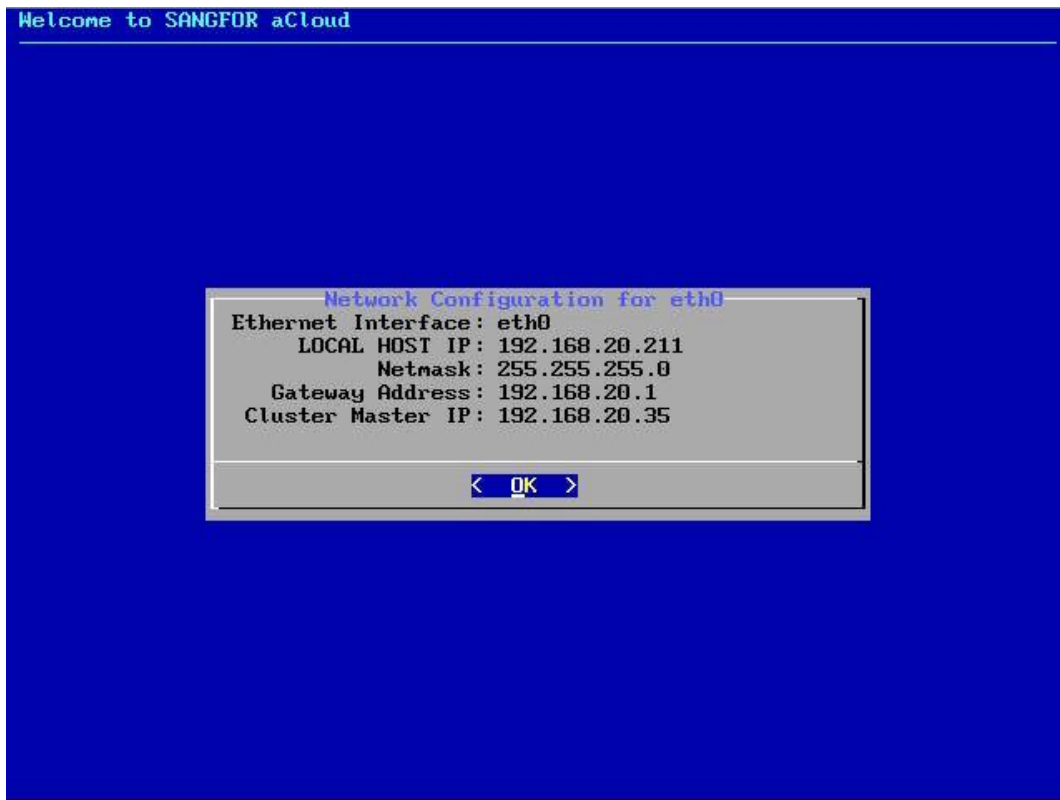 Welcome to SANGFOR aCloud
Network Configuration for eth0
Ethernet Interface: eth0
LOCAL HOST IP: 192.168.20.211
Netmask: 255.255.255.0
Gateway Address: 192.168.20.1
Cluster Master IP: 192.168.20.35
< OK >